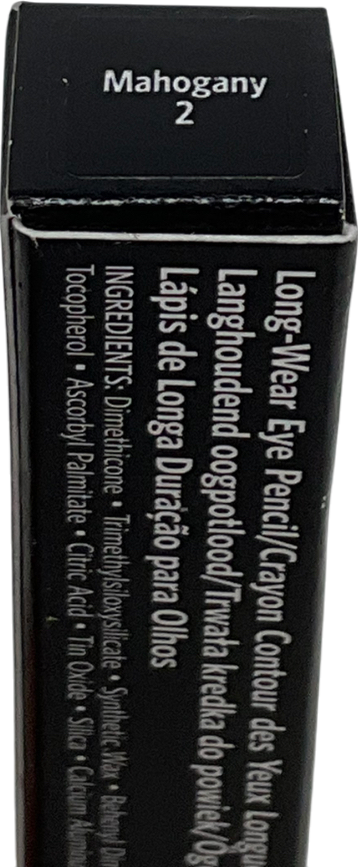 Mahogany
2
Long-Wear Eye Pencil/Crayon Contour des Yeux
Langhoudend oogpotlood/Trwała kredka do powiek/
Lápis de Longa Duração para Olhos
INGREDIENTS: Dimethicone • Trimethylsiloxysilicate • Synthetic Wax •
Tocopherol • Ascorbyl Palmitate • Citric Acid • Tin Oxide • Silica • Calcium